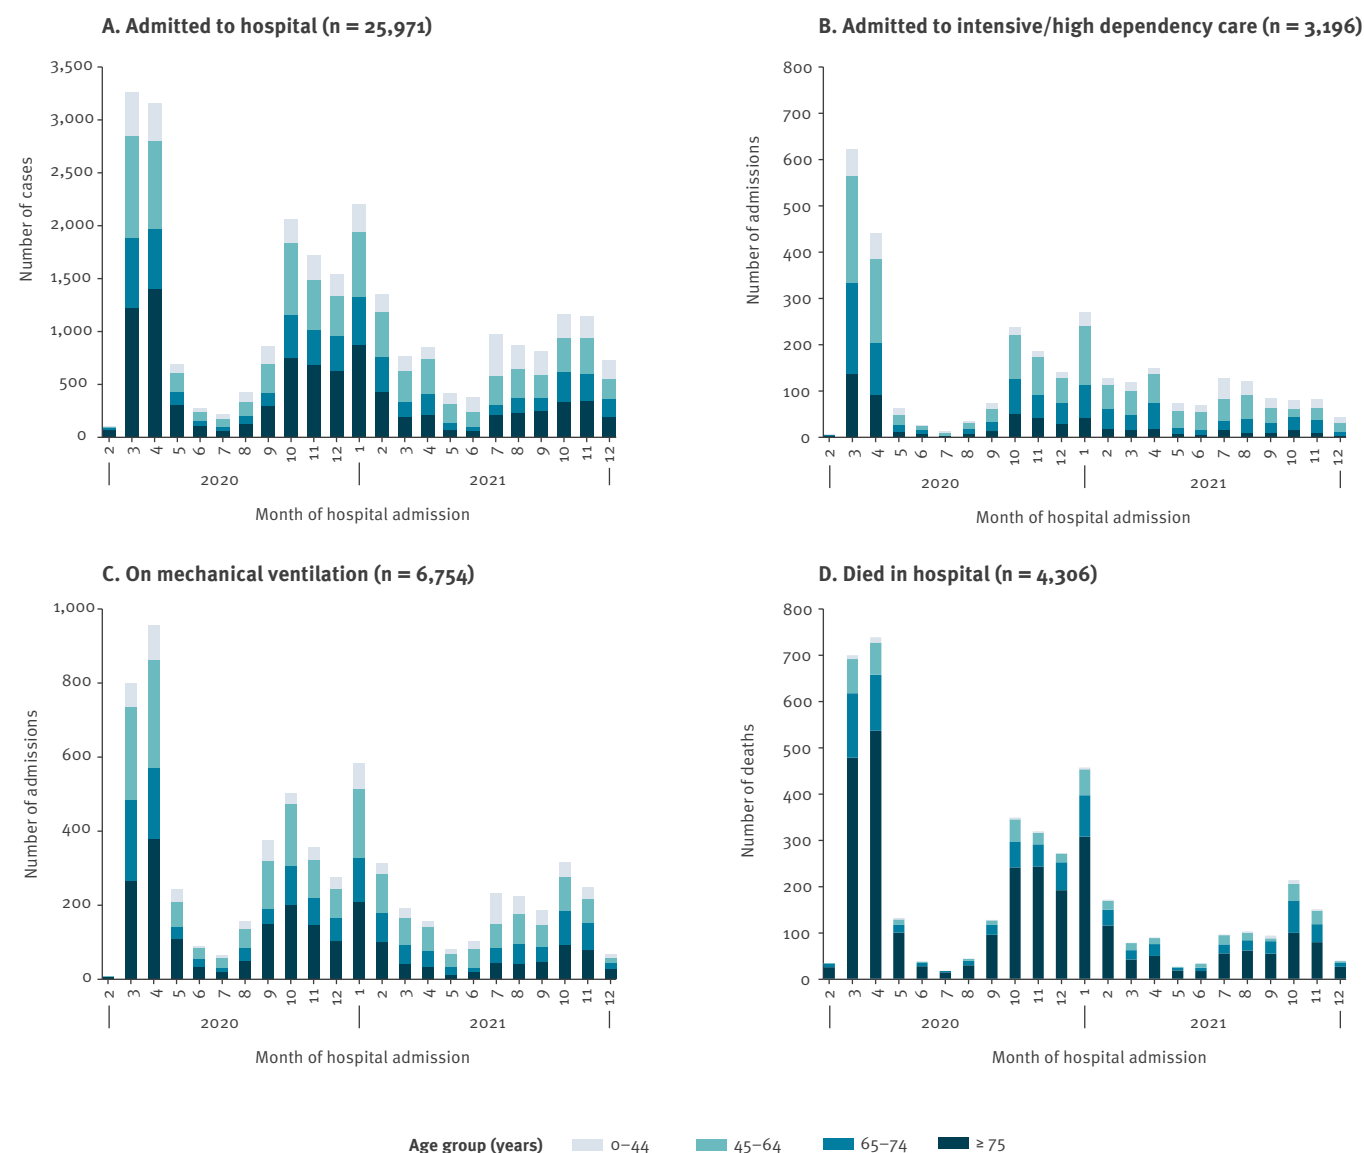 A. Admitted to hospital (n = 25,971)
3,500
3,000
2,500
2,000
1,500
1,000
500
0
Number of cases
2 3 4 5 6 7 8 9 10 11 12 1 2 3 4 5 6 7 8 9 10 11 12
2020 2021
Month of hospital admission
B. Admitted to intensive/high dependency care (n = 3,196)
800
700
600
500
400
300
200
100
0
Number of admissions
2 3 4 5 6 7 8 9 10 11 12 1 2 3 4 5 6 7 8 9 10 11 12
2020 2021
Month of hospital admission
C. On mechanical ventilation (n = 6,754)
1,000
800
600
400
200
0
Number of admissions
2 3 4 5 6 7 8 9 10 11 12 1 2 3 4 5 6 7 8 9 10 11 12
2020 2021
Month of hospital admission
D. Died in hospital (n = 4,306)
800
700
600
500
400
300
200
100
0
Number of deaths
2 3 4 5 6 7 8 9 10 11 12 1 2 3 4 5 6 7 8 9 10 11 12
2020 2021
Month of hospital admission
Age group (years) 0–44 45–64 65–74 ≥ 75